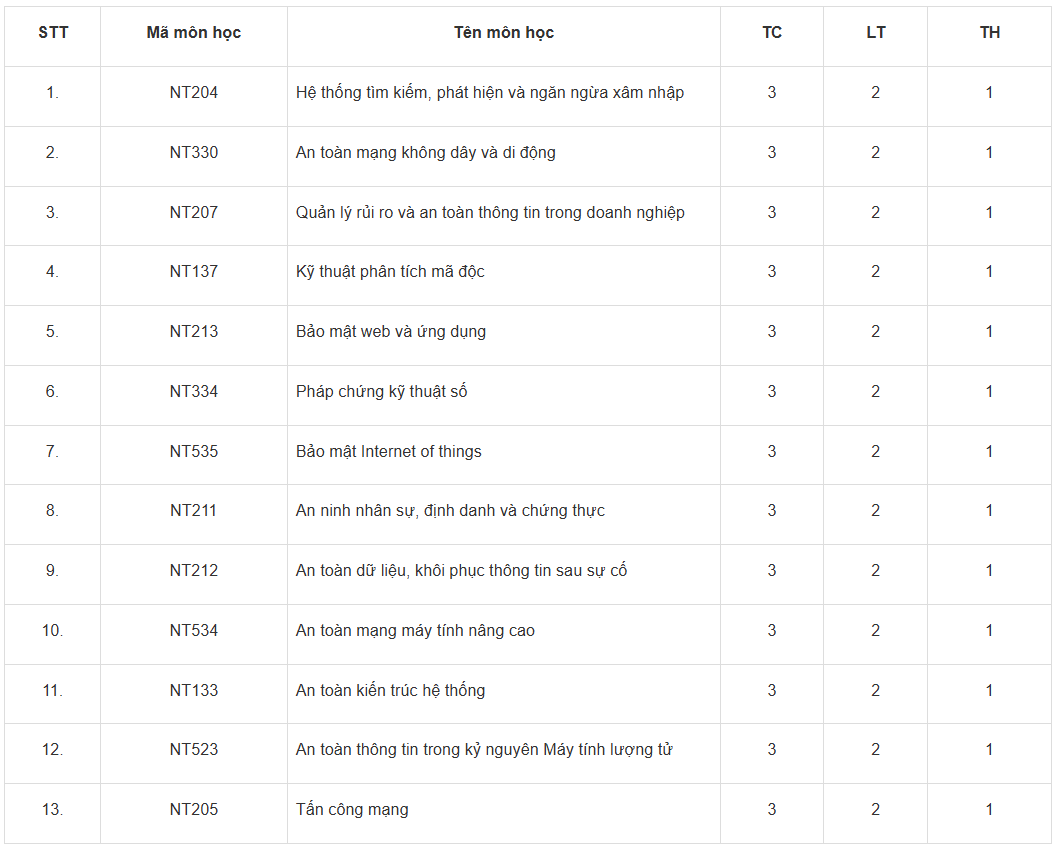 STT Mã môn học Tên môn học TC LT TH
1. NT204 Hệ thống tìm kiếm, phát hiện và ngăn ngừa xâm nhập 3 2 1
2. NT330 An toàn mạng không dây và di động 3 2 1
3. NT207 Quản lý rủi ro và an toàn thông tin trong doanh nghiệp 3 2 1
4. NT137 Kỹ thuật phân tích mã độc 3 2 1
5. NT213 Bảo mật web và ứng dụng 3 2 1
6. NT334 Pháp chứng kỹ thuật số 3 2 1
7. NT535 Bảo mật Internet of things 3 2 1
8. NT211 An ninh nhân sự, định danh và chứng thực 3 2 1
9. NT212 An toàn dữ liệu, khôi phục thông tin sau sự cố 3 2 1
10. NT534 An toàn mạng máy tính nâng cao 3 2 1
11. NT133 An toàn kiến trúc hệ thống 3 2 1
12. NT523 An toàn thông tin trong kỷ nguyên Máy tính lượng tử 3 2 1
13. NT205 Tấn công mạng 3 2 1